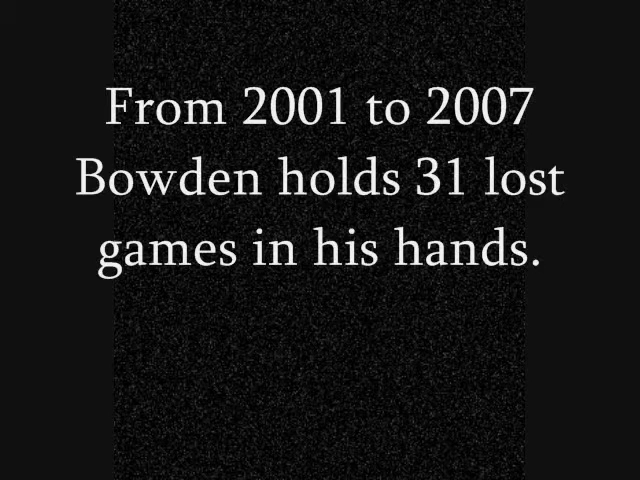 From 2001 to 2007
Bowden holds 31 lost
games in his hands.